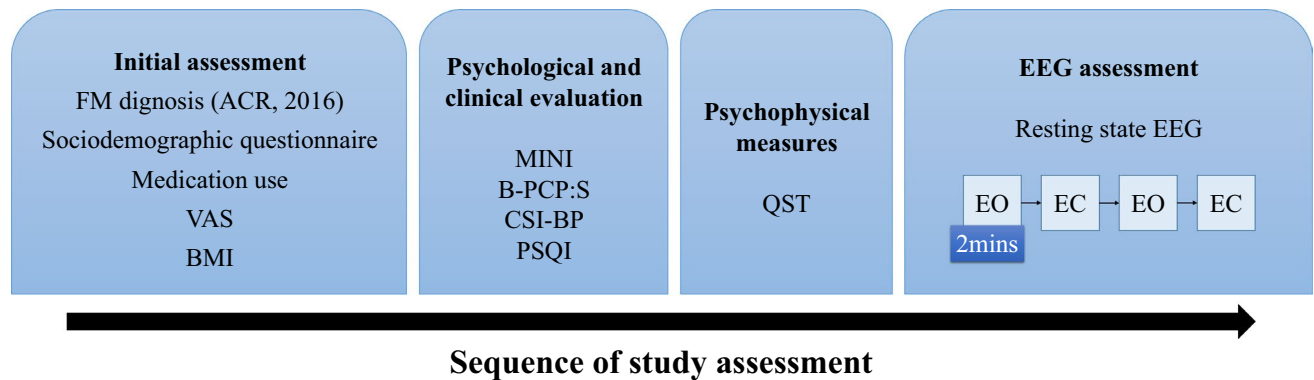 Initial assessment
FM dignosis (ACR, 2016)
Sociodemographic questionnaire
Medication use
VAS
BMI
Psychological and
clinical evaluation
MINI
B-PCP:S
CSI-BP
PSQI
Psychophysical
measures
QST
EEG assessment
Resting state EEG
EO EC EO EC
2mins
Sequence of study assessment